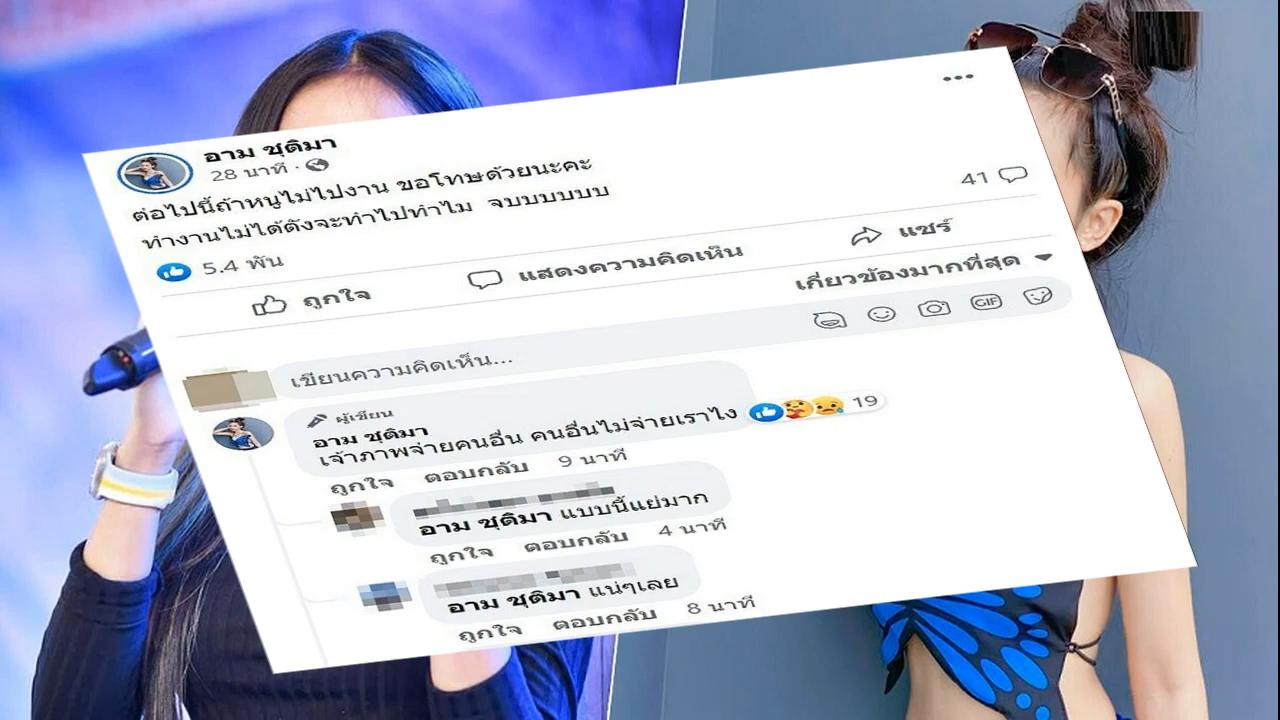 อาม ชุติมา
28 นาที ·
ต่อไปนี้ถ้าหนูไม่ไปงาน ขอโทษด้วยนะคะ
ทำงานไม่ได้ตังจะทำไปทำไม จบบบบบบ
5.4 พัน
41
ถูกใจ แสดงความคิดเห็น แชร์
เกี่ยวข้องมากที่สุด
เขียนความคิดเห็น...
GIF
ผู้เขียน
อาม ชุติมา
เจ้าภาพจ่ายคนอื่น คนอื่นไม่จ่ายเราไง
19
ถูกใจ ตอบกลับ 9 นาที
อาม ชุติมา แบบนี้แย่มาก
ถูกใจ ตอบกลับ 4 นาที
อาม ชุติมา แน่ๆเลย
ถูกใจ ตอบกลับ 8 นาที